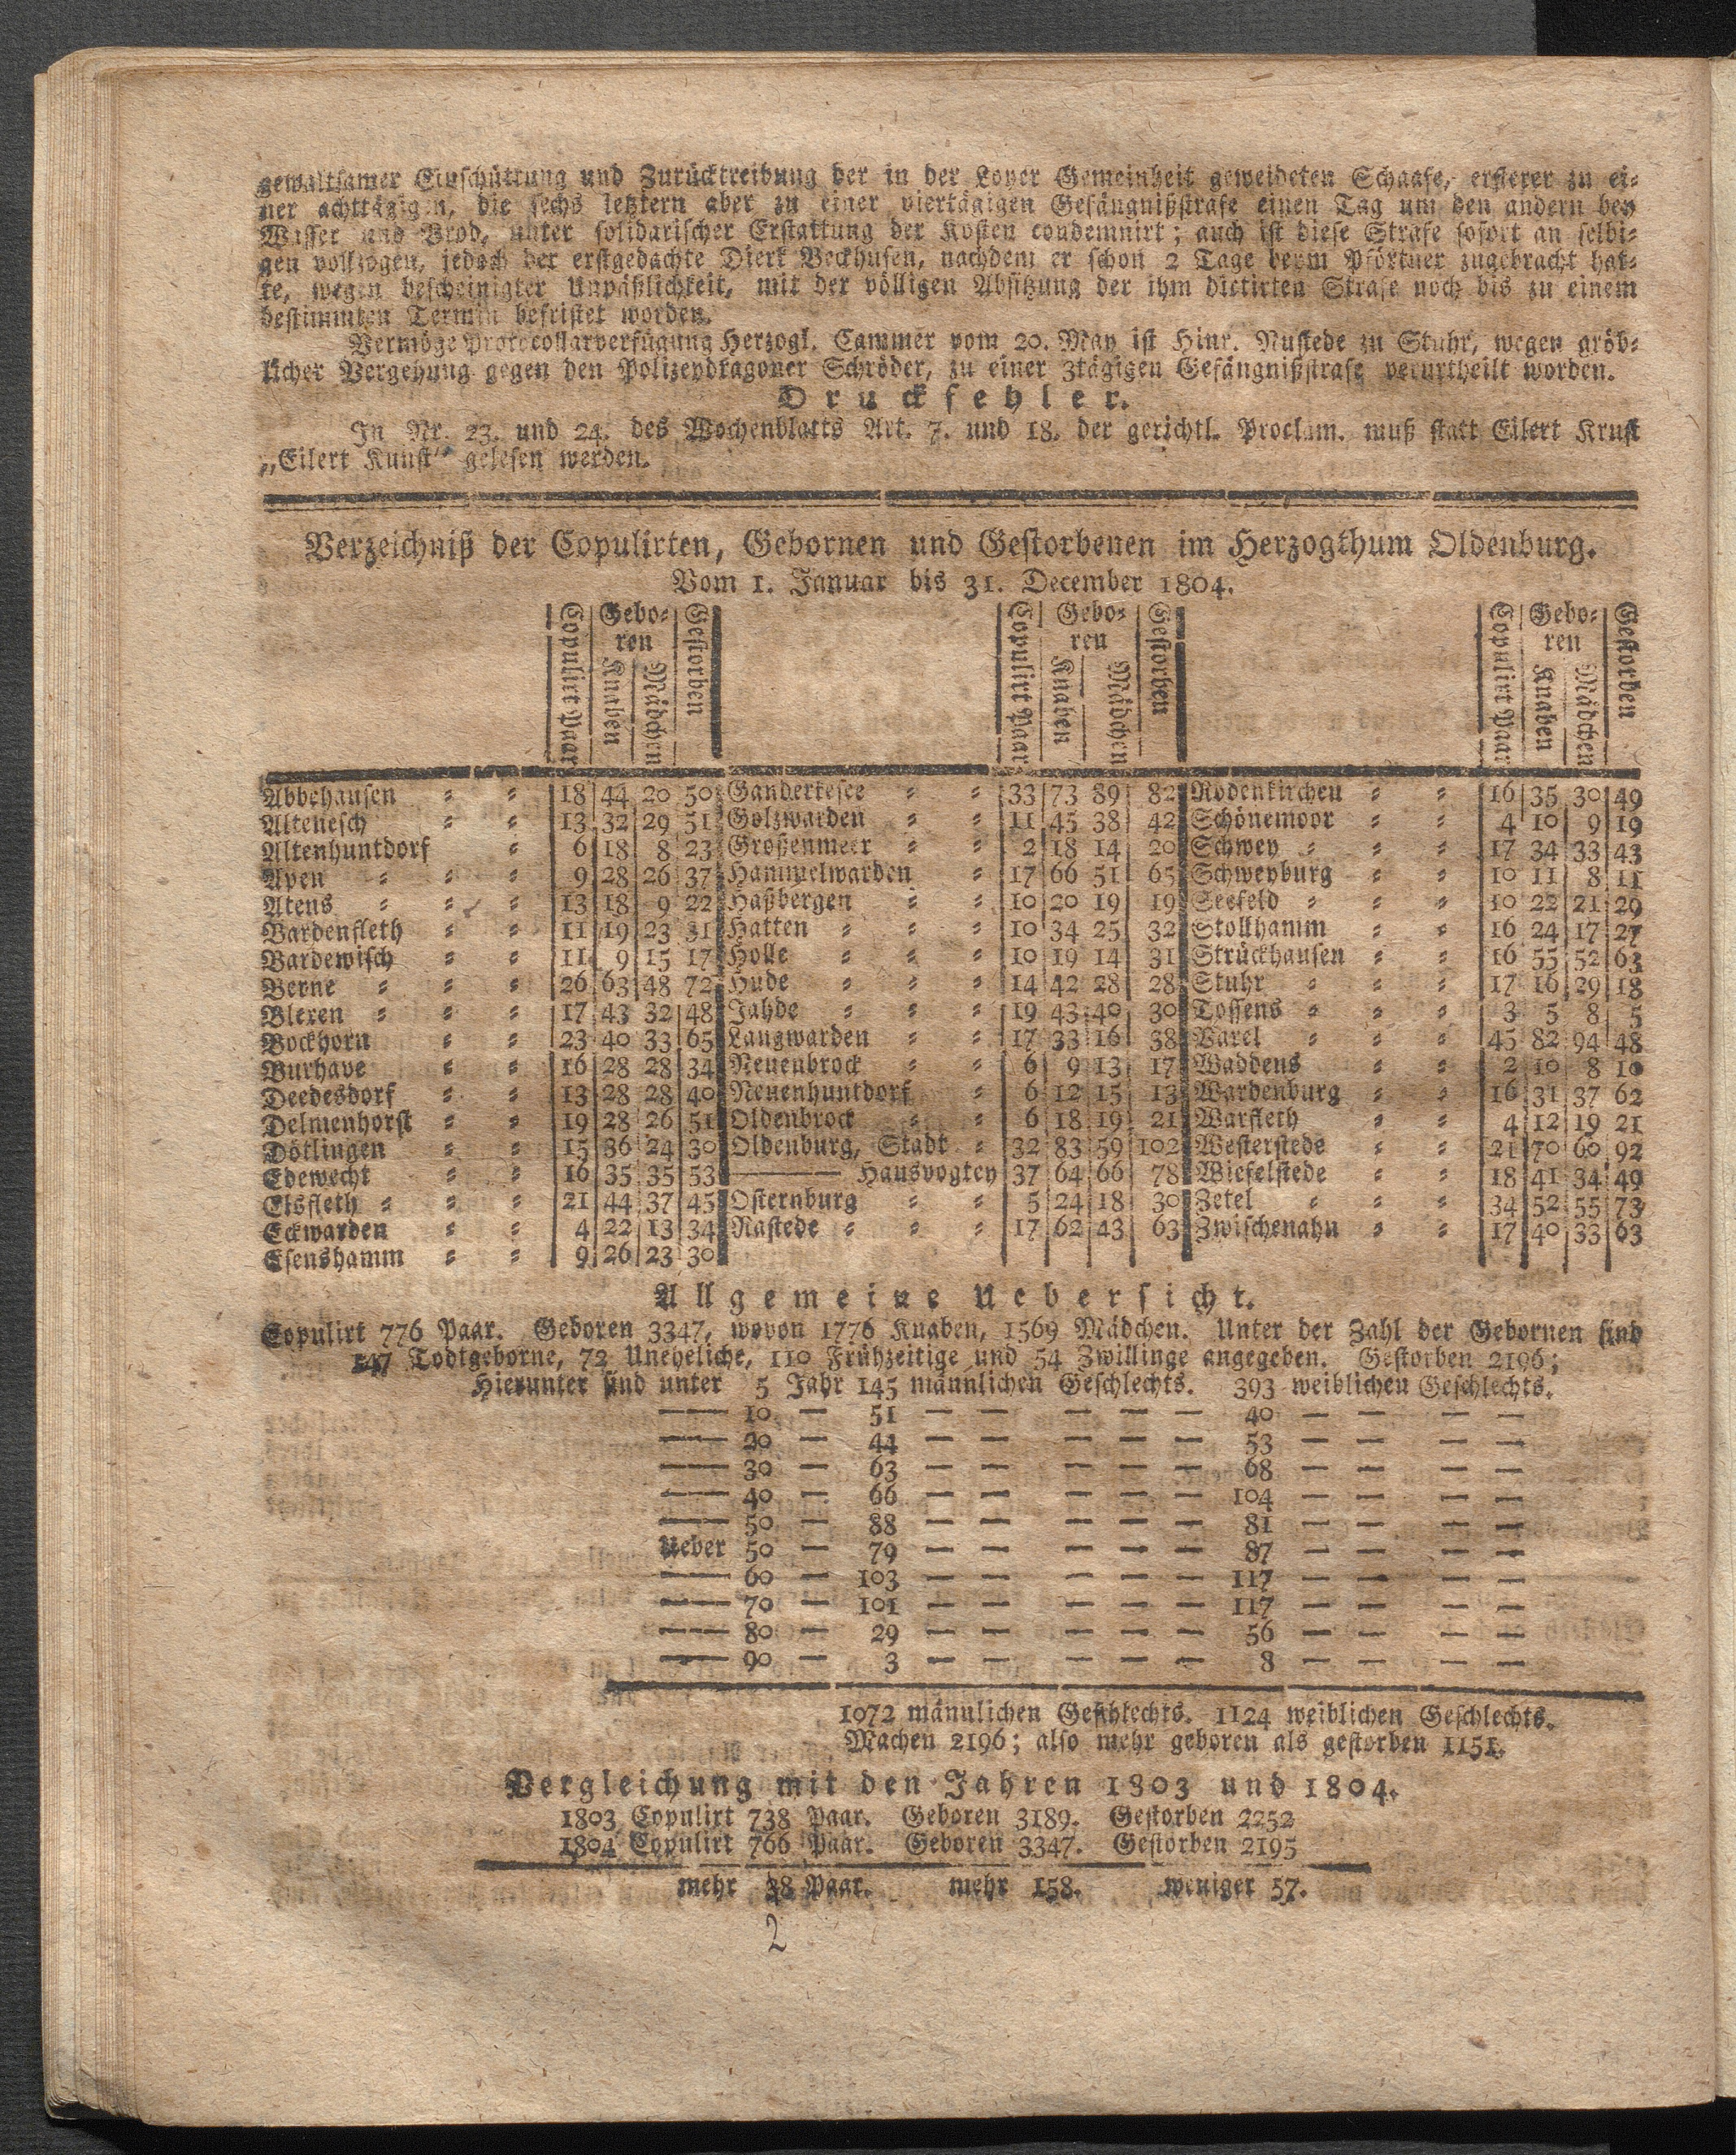 gewaltsamer Einschüttung und Zurücktreibung der in der Loyer Gemeinheit geweideten Schaafe, ersterer zu ei-
ner achttägigen, die sechs letztern aber zu einer viertägigen Gefängnißstrafe einen Tag um den andern bey
Wasser und Brod, unter solidarischer Erstattung der Kosten condemnirt; auch ist diese Strafe sofort an selbi-
gen vollzogen, jedoch der erstgedachte Dierk Beckhusen, nachdem er schon 2 Tage beym Pförtner zugebracht hat-
te, wegen bescheinigter Unpäßlichkeit, mit der völligen Absitzung der ihm dictirten Strafe noch bis zu einem
bestimmten Termin befristet worden.
Vermöge Protocollarverfügung Herzogl. Cammer vom 20. May ist Hinr. Nustede zu Stuhr, wegen gröb-
licher Vergehung gegen den Polizeydragoner Schröder, zu einer 3tägigen Gefängnißstrafe verurtheilt worden.
Druckfehler.
In Nr. 23. und 24. des Wochenblatts Art. 7. und 18. der gerichtl. Proclam. muß statt Eilert Krust
„Eilert Kunst" gelesen werden.
Verzeichniß der Copulirten, Gebornen und Gestorbenen im Herzogthum Oldenburg.
Vom 1. Januar bis 31. December 1804.
Copulirt Paar | Geboren Knaben | Mädchen | Gestorben | Copulirt Paar | Geboren Knaben | Mädchen | Gestorben | Copulirt Paar | Geboren Knaben | Mädchen | Gestorben
Abbehausen 18 44 20 50 Ganderkesee 33 73 89 82 Rodenkirchen 16 35 30 49
Altenesch 13 32 29 51 Golzwarden 11 45 38 42 Schönemoor 4 10 9 19
Altenhuntdorf 6 18 8 23 Großenmeer 2 18 14 20 Schwey 17 34 33 43
Apen 9 28 26 37 Hammelwarden 17 66 51 65 Schweyburg 10 11 8 11
Atens 13 18 9 22 Haßbergen 10 20 19 19 Seefeld 10 22 21 29
Bardenfleth 11 19 23 31 Hatten 10 34 25 32 Stollhamm 16 24 17 27
Bardewisch 11 9 15 17 Holle 10 19 14 31 Strückhausen 16 55 52 63
Berne 26 63 48 72 Hude 14 42 28 28 Stuhr 17 16 29 18
Blexen 17 43 32 48 Jahde 19 43 40 30 Tossens 3 5 8 5
Bockhorn 23 40 33 65 Langwarden 17 33 16 38 Varel 45 82 94 48
Burhave 16 28 28 34 Neuenbrock 6 9 13 17 Waddens 2 10 8 10
Deedesdorf 13 28 28 40 Neuenhuntdorf 6 12 15 13 Wardenburg 16 31 37 62
Delmenhorst 19 28 26 51 Oldenbrock 6 18 19 21 Warfleth 4 12 19 21
Dötlingen 15 36 24 30 Oldenburg, Stadt 32 83 59 102 Westerstede 21 70 60 92
Edewecht 16 35 35 53 ——— Hausvogtey 37 64 66 78 Wiefelstede 18 41 34 49
Elsfleth 21 44 37 45 Osternburg 5 24 18 30 Zetel 34 52 55 73
Eckwarden 4 22 13 34 Rastede 17 62 43 63 Zwischenahn 17 40 33 63
Esenshamm 9 26 23 30
Allgemeine Uebersicht.
Copulirt 776 Paar. Geboren 3347, wovon 1778 Knaben, 1569 Mädchen. Unter der Zahl der Gebornen sind
147 Todtgeborne, 72 Uneheliche, 110 Frühzeitige und 54 Zwillinge angegeben. Gestorben 2196;
Hierunter sind unter 5 Jahr 145 männlichen Geschlechts. 393 weiblichen Geschlechts.
—— 10 — 51 — — — — — 40 — — — —
—— 20 — 44 — — — — — 53 — — — —
—— 30 — 63 — — — — — 68 — — — —
—— 40 — 66 — — — — — 104 — — — —
—— 50 — 88 — — — — — 81 — — — —
Ueber 50 — 79 — — — — — 87 — — — —
—— 60 — 103 — — — — — 117 — — — —
—— 70 — 101 — — — — — 117 — — — —
—— 80 — 29 — — — — — 56 — — — —
—— 90 — 3 — — — — — 8 — — — —
1072 männlichen Geschlechts. 1124 weiblichen Geschlechts.
Machen 2196; also mehr geboren als gestorben 1151.
Vergleichung mit den Jahren 1803 und 1804.
1803 Copulirt 738 Paar. Geboren 3189. Gestorben 2252
1804 Copulirt 766 Paar. Geboren 3347. Gestorben 2195
mehr 38 Paar. mehr 158. weniger 57.
2